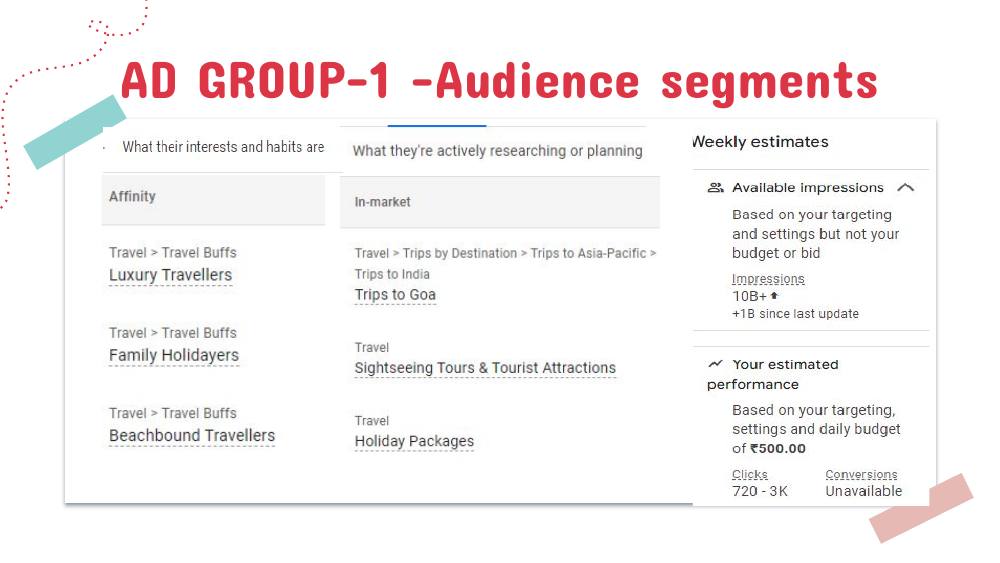 AD GROUP-1 -Audience segments
What their interests and habits are
Affinity
Travel > Travel Buffs
Luxury Travellers
Travel > Travel Buffs
Family Holidayers
Travel > Travel Buffs
Beachbound Travellers
What they're actively researching or planning
In-market
Travel > Trips by Destination > Trips to Asia-Pacific >
Trips to India
Trips to Goa
Travel
Sightseeing Tours & Tourist Attractions
Travel
Holiday Packages
Weekly estimates
Available impressions
Based on your targeting
and settings but not your
budget or bid
Impressions
10B+
+1B since last update
Your estimated
performance
Based on your targeting,
settings and daily budget
of ₹500.00
Clicks Conversions
720 - 3K Unavailable